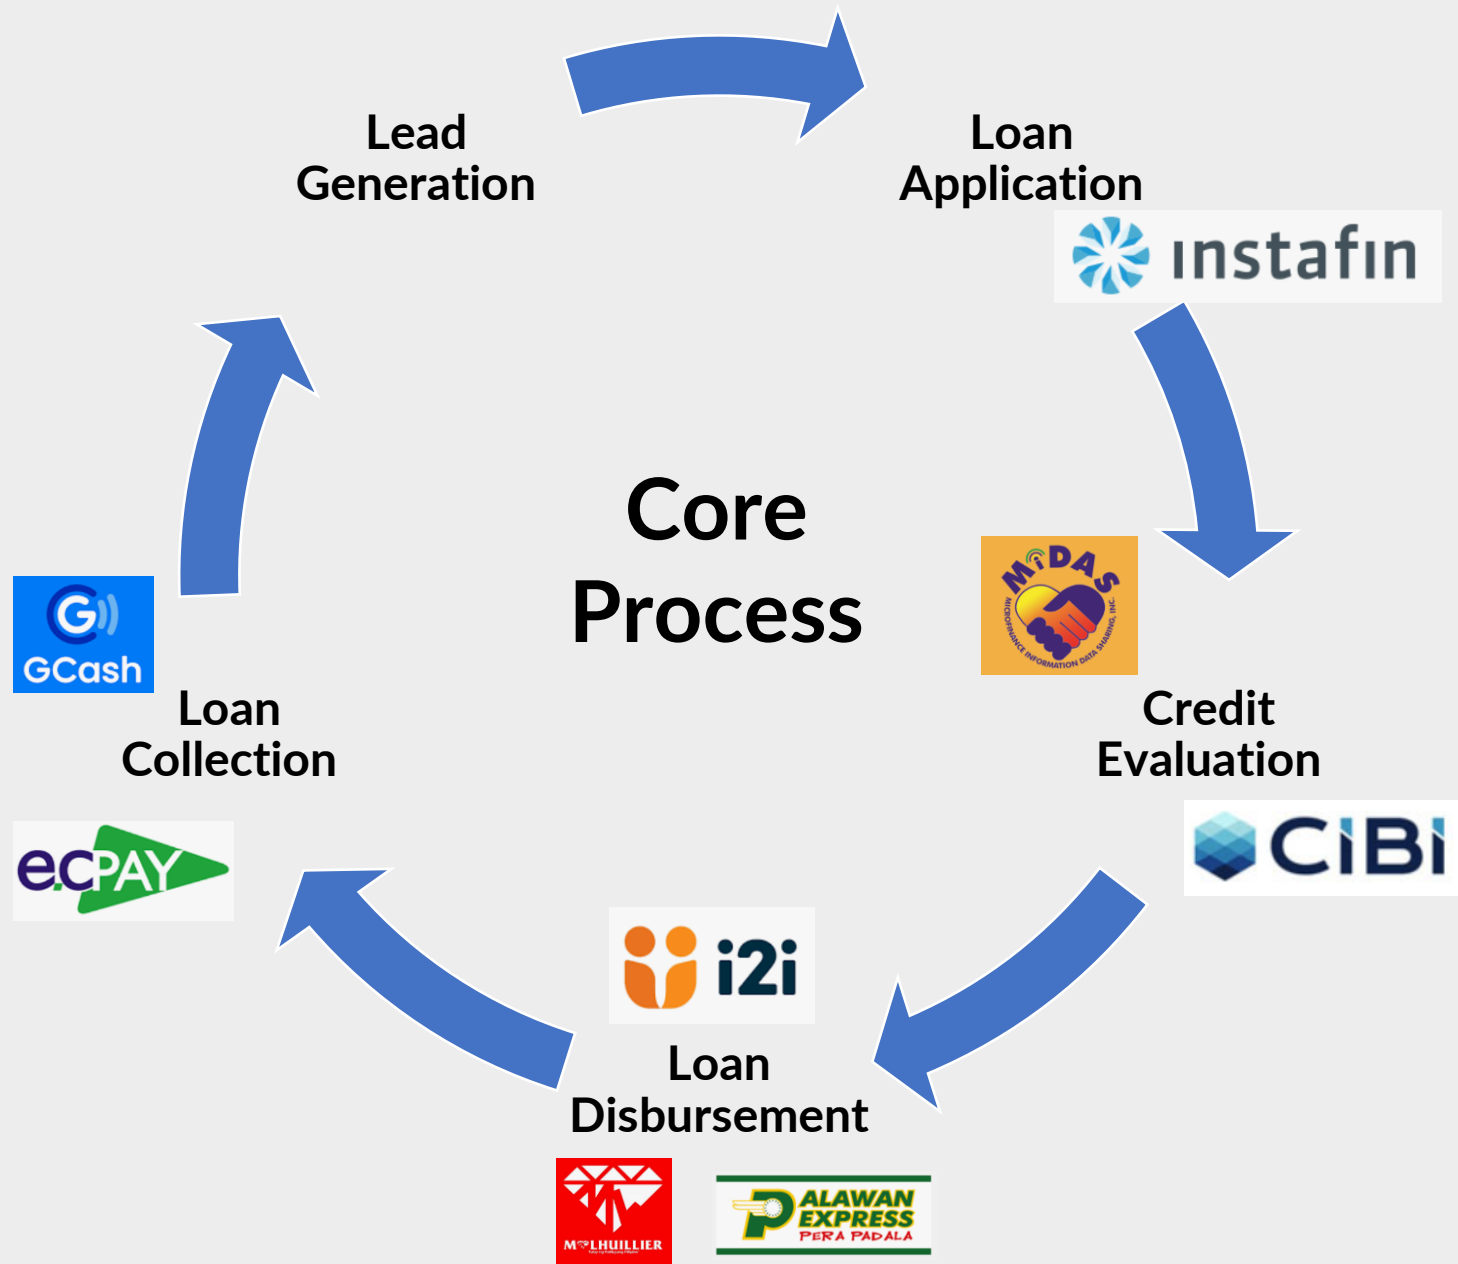 Lead
Generation
Loan
Application
instafin
Core
Process
MiDAS
MICROFINANCE INFORMATION DATA SHARING, INC.
Credit
Evaluation
CiBi
i2i
Loan
Disbursement
MLHUILLIER
PALAWAN
EXPRESS
PERA PADALA
G
GCash
Loan
Collection
ecPAY